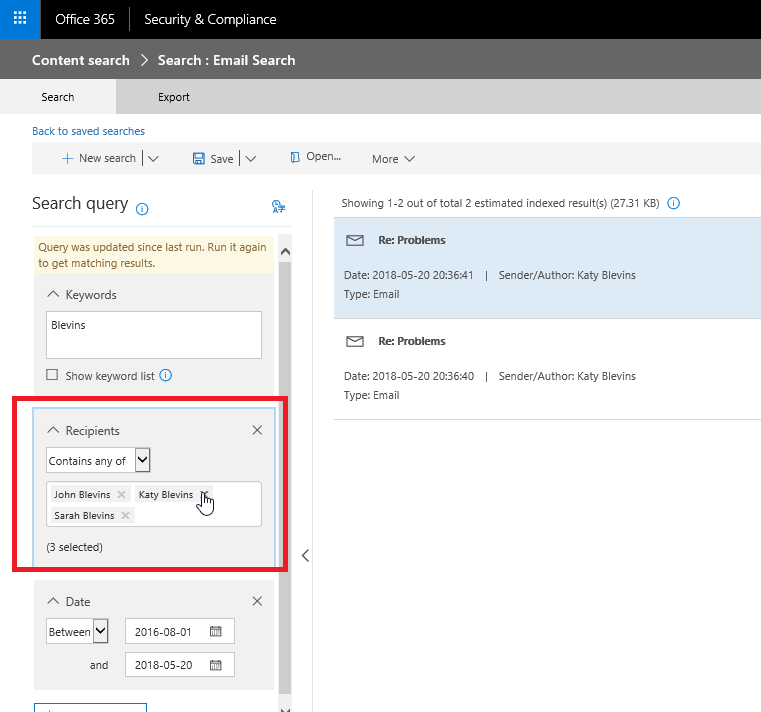 Office 365 Security & Compliance
Content search > Search : Email Search
Search Export
Back to saved searches
+ New search Save Open... More
Search query
Query was updated since last run. Run it again
to get matching results.
Keywords
Blevins
Show keyword list
Recipients
Contains any of
John Blevins Katy Blevins
Sarah Blevins
(3 selected)
Date
Between 2016-08-01
and 2018-05-20
Showing 1-2 out of total 2 estimated indexed result(s) (27.31 KB)
Re: Problems
Date: 2018-05-20 20:36:41 | Sender/Author: Katy Blevins
Type: Email
Re: Problems
Date: 2018-05-20 20:36:40 | Sender/Author: Katy Blevins
Type: Email